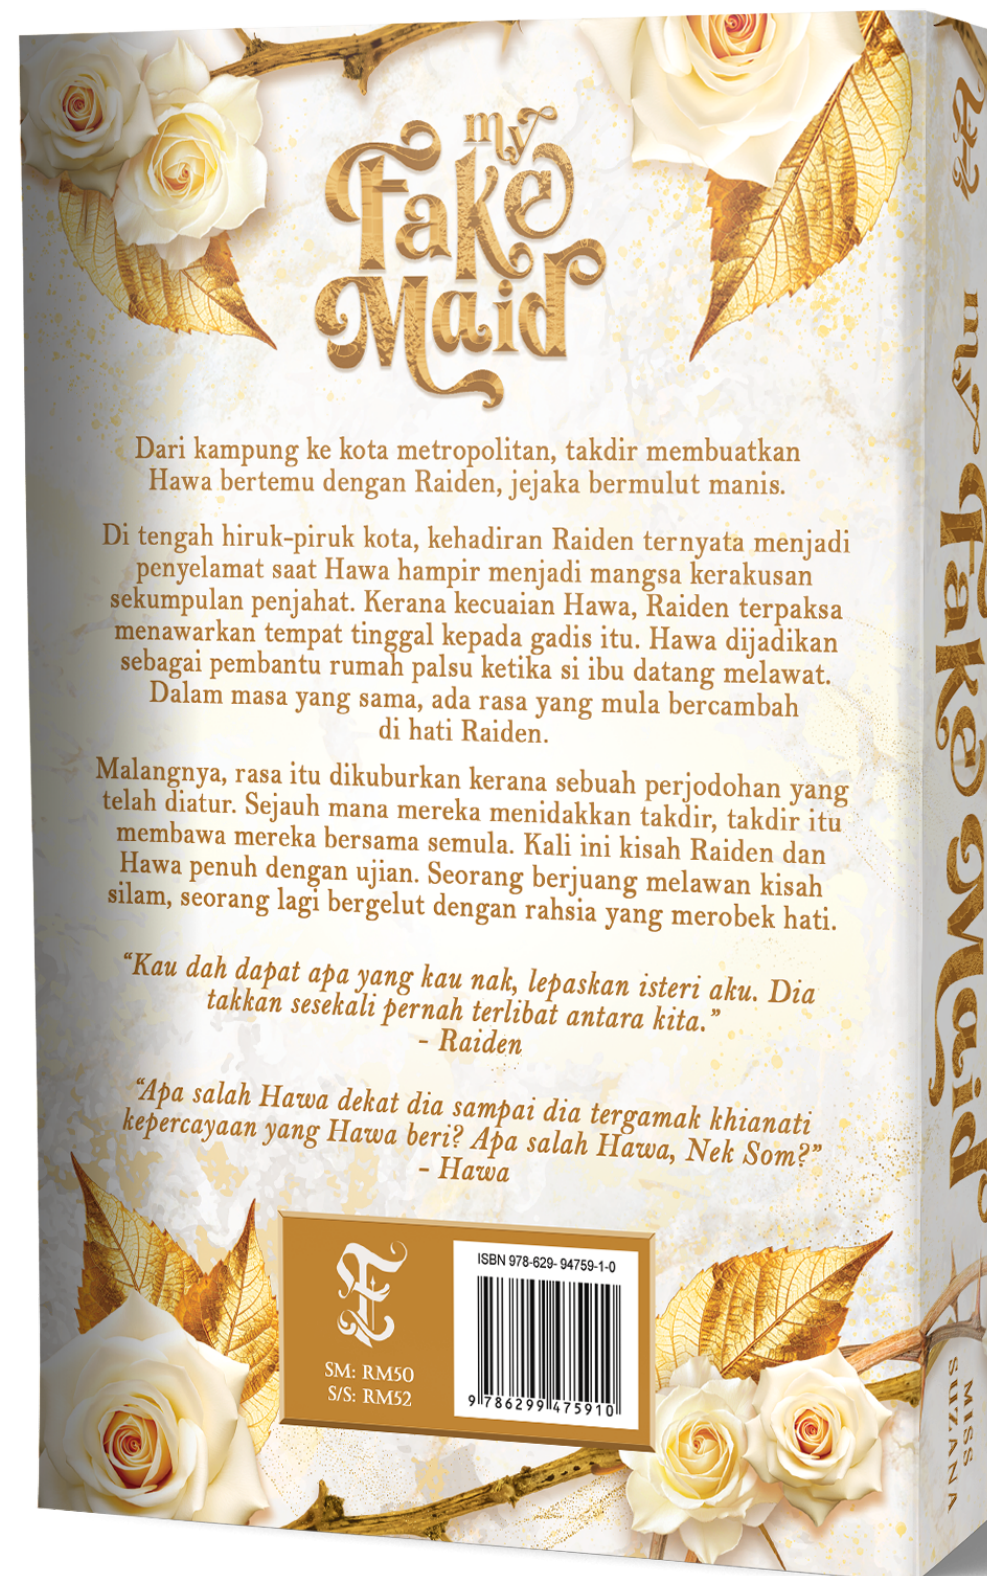 my
Fake
Maid
Dari kampung ke kota metropolitan, takdir membuatkan
Hawa bertemu dengan Raiden, jejaka bermulut manis.
Di tengah hiruk-piruk kota, kehadiran Raiden ternyata menjadi
penyelamat saat Hawa hampir menjadi mangsa kerakusan
sekumpulan penjahat. Kerana kecuaian Hawa, Raiden terpaksa
menawarkan tempat tinggal kepada gadis itu. Hawa dijadikan
sebagai pembantu rumah palsu ketika si ibu datang melawat.
Dalam masa yang sama, ada rasa yang mula bercambah
di hati Raiden.
Malangnya, rasa itu dikuburkan kerana sebuah perjodohan yang
telah diatur. Sejauh mana mereka menidakkan takdir, takdir itu
membawa mereka bersama semula. Kali ini kisah Raiden dan
Hawa penuh dengan ujian. Seorang berjuang melawan kisah
silam, seorang lagi bergelut dengan rahsia yang merobek hati.
“Kau dah dapat apa yang kau nak, lepaskan isteri aku. Dia
takkan sesekali pernah terlibat antara kita.”
- Raiden
“Apa salah Hawa dekat dia sampai dia tergamak khianati
kepercayaan yang Hawa beri? Apa salah Hawa, Nek Som?”
- Hawa
SM: RM50
S/S: RM52
ISBN 978-629- 94759-1-0
9 786299 475910
my Fake Maid
MISS
SUZANA